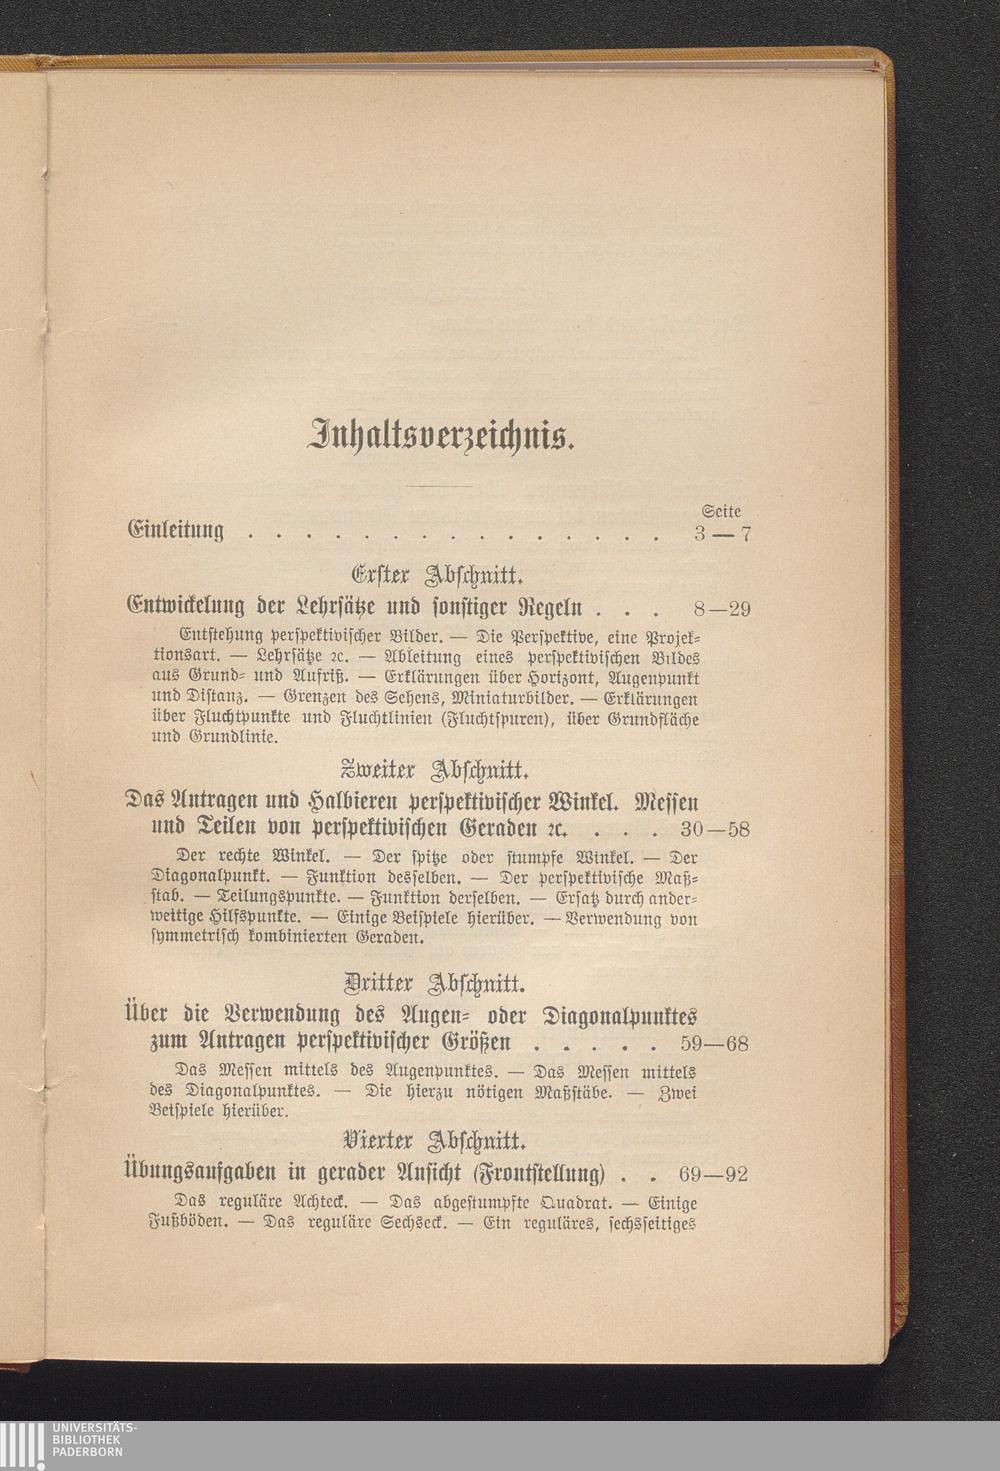 Inhaltsverzeichnis.
Seite
Einleitung . . . . . . . . . . . . . . . 3 — 7
Erster Abschnitt.
Entwickelung der Lehrsätze und sonstiger Regeln . . . 8—29
Entstehung perspektivischer Bilder. — Die Perspektive, eine Projek-
tionsart. — Lehrsätze ꝛc. — Ableitung eines perspektivischen Bildes
aus Grund- und Aufriß. — Erklärungen über Horizont, Augenpunkt
und Distanz. — Grenzen des Sehens, Miniaturbilder. — Erklärungen
über Fluchtpunkte und Fluchtlinien (Fluchtspuren), über Grundfläche
und Grundlinie.
Zweiter Abschnitt.
Das Antragen und Halbieren perspektivischer Winkel. Messen
und Teilen von perspektivischen Geraden ꝛc. . . . 30—58
Der rechte Winkel. — Der spitze oder stumpfe Winkel. — Der
Diagonalpunkt. — Funktion desselben. — Der perspektivische Maß-
stab. — Teilungspunkte. — Funktion derselben. — Ersatz durch ander-
weitige Hilfspunkte. — Einige Beispiele hierüber. — Verwendung von
symmetrisch kombinierten Geraden.
Dritter Abschnitt.
Über die Verwendung des Augen- oder Diagonalpunktes
zum Antragen perspektivischer Größen . . . . . 59—68
Das Messen mittels des Augenpunktes. — Das Messen mittels
des Diagonalpunktes. — Die hierzu nötigen Maßstäbe. — Zwei
Beispiele hierüber.
Vierter Abschnitt.
Übungsaufgaben in gerader Ansicht (Frontstellung) . . 69—92
Das reguläre Achteck. — Das abgestumpfte Quadrat. — Einige
Fußböden. — Das reguläre Sechseck. — Ein reguläres, sechsseitiges
UNIVERSITÄTS-
BIBLIOTHEK
PADERBORN